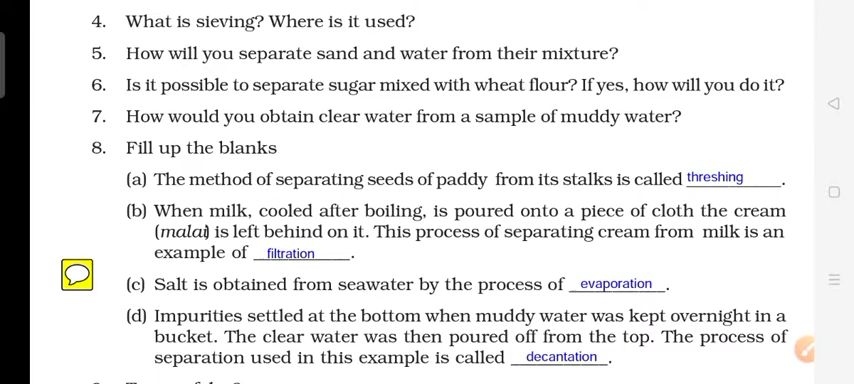 4. What is sieving? Where is it used?
5. How will you separate sand and water from their mixture?
6. Is it possible to separate sugar mixed with wheat flour? If yes, how will you do it?
7. How would you obtain clear water from a sample of muddy water?
8. Fill up the blanks
(a) The method of separating seeds of paddy from its stalks is called threshing.
(b) When milk, cooled after boiling, is poured onto a piece of cloth the cream
(malai) is left behind on it. This process of separating cream from milk is an
example of filtration.
(c) Salt is obtained from seawater by the process of evaporation.
(d) Impurities settled at the bottom when muddy water was kept overnight in a
bucket. The clear water was then poured off from the top. The process of
separation used in this example is called decantation.